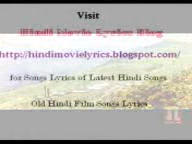 Visit
Hindi Movie Lyrics Blog
http://hindimovielyrics.blogspot.com/
for Songs Lyrics of Latest Hindi Songs
Old Hindi Film Songs Lyrics